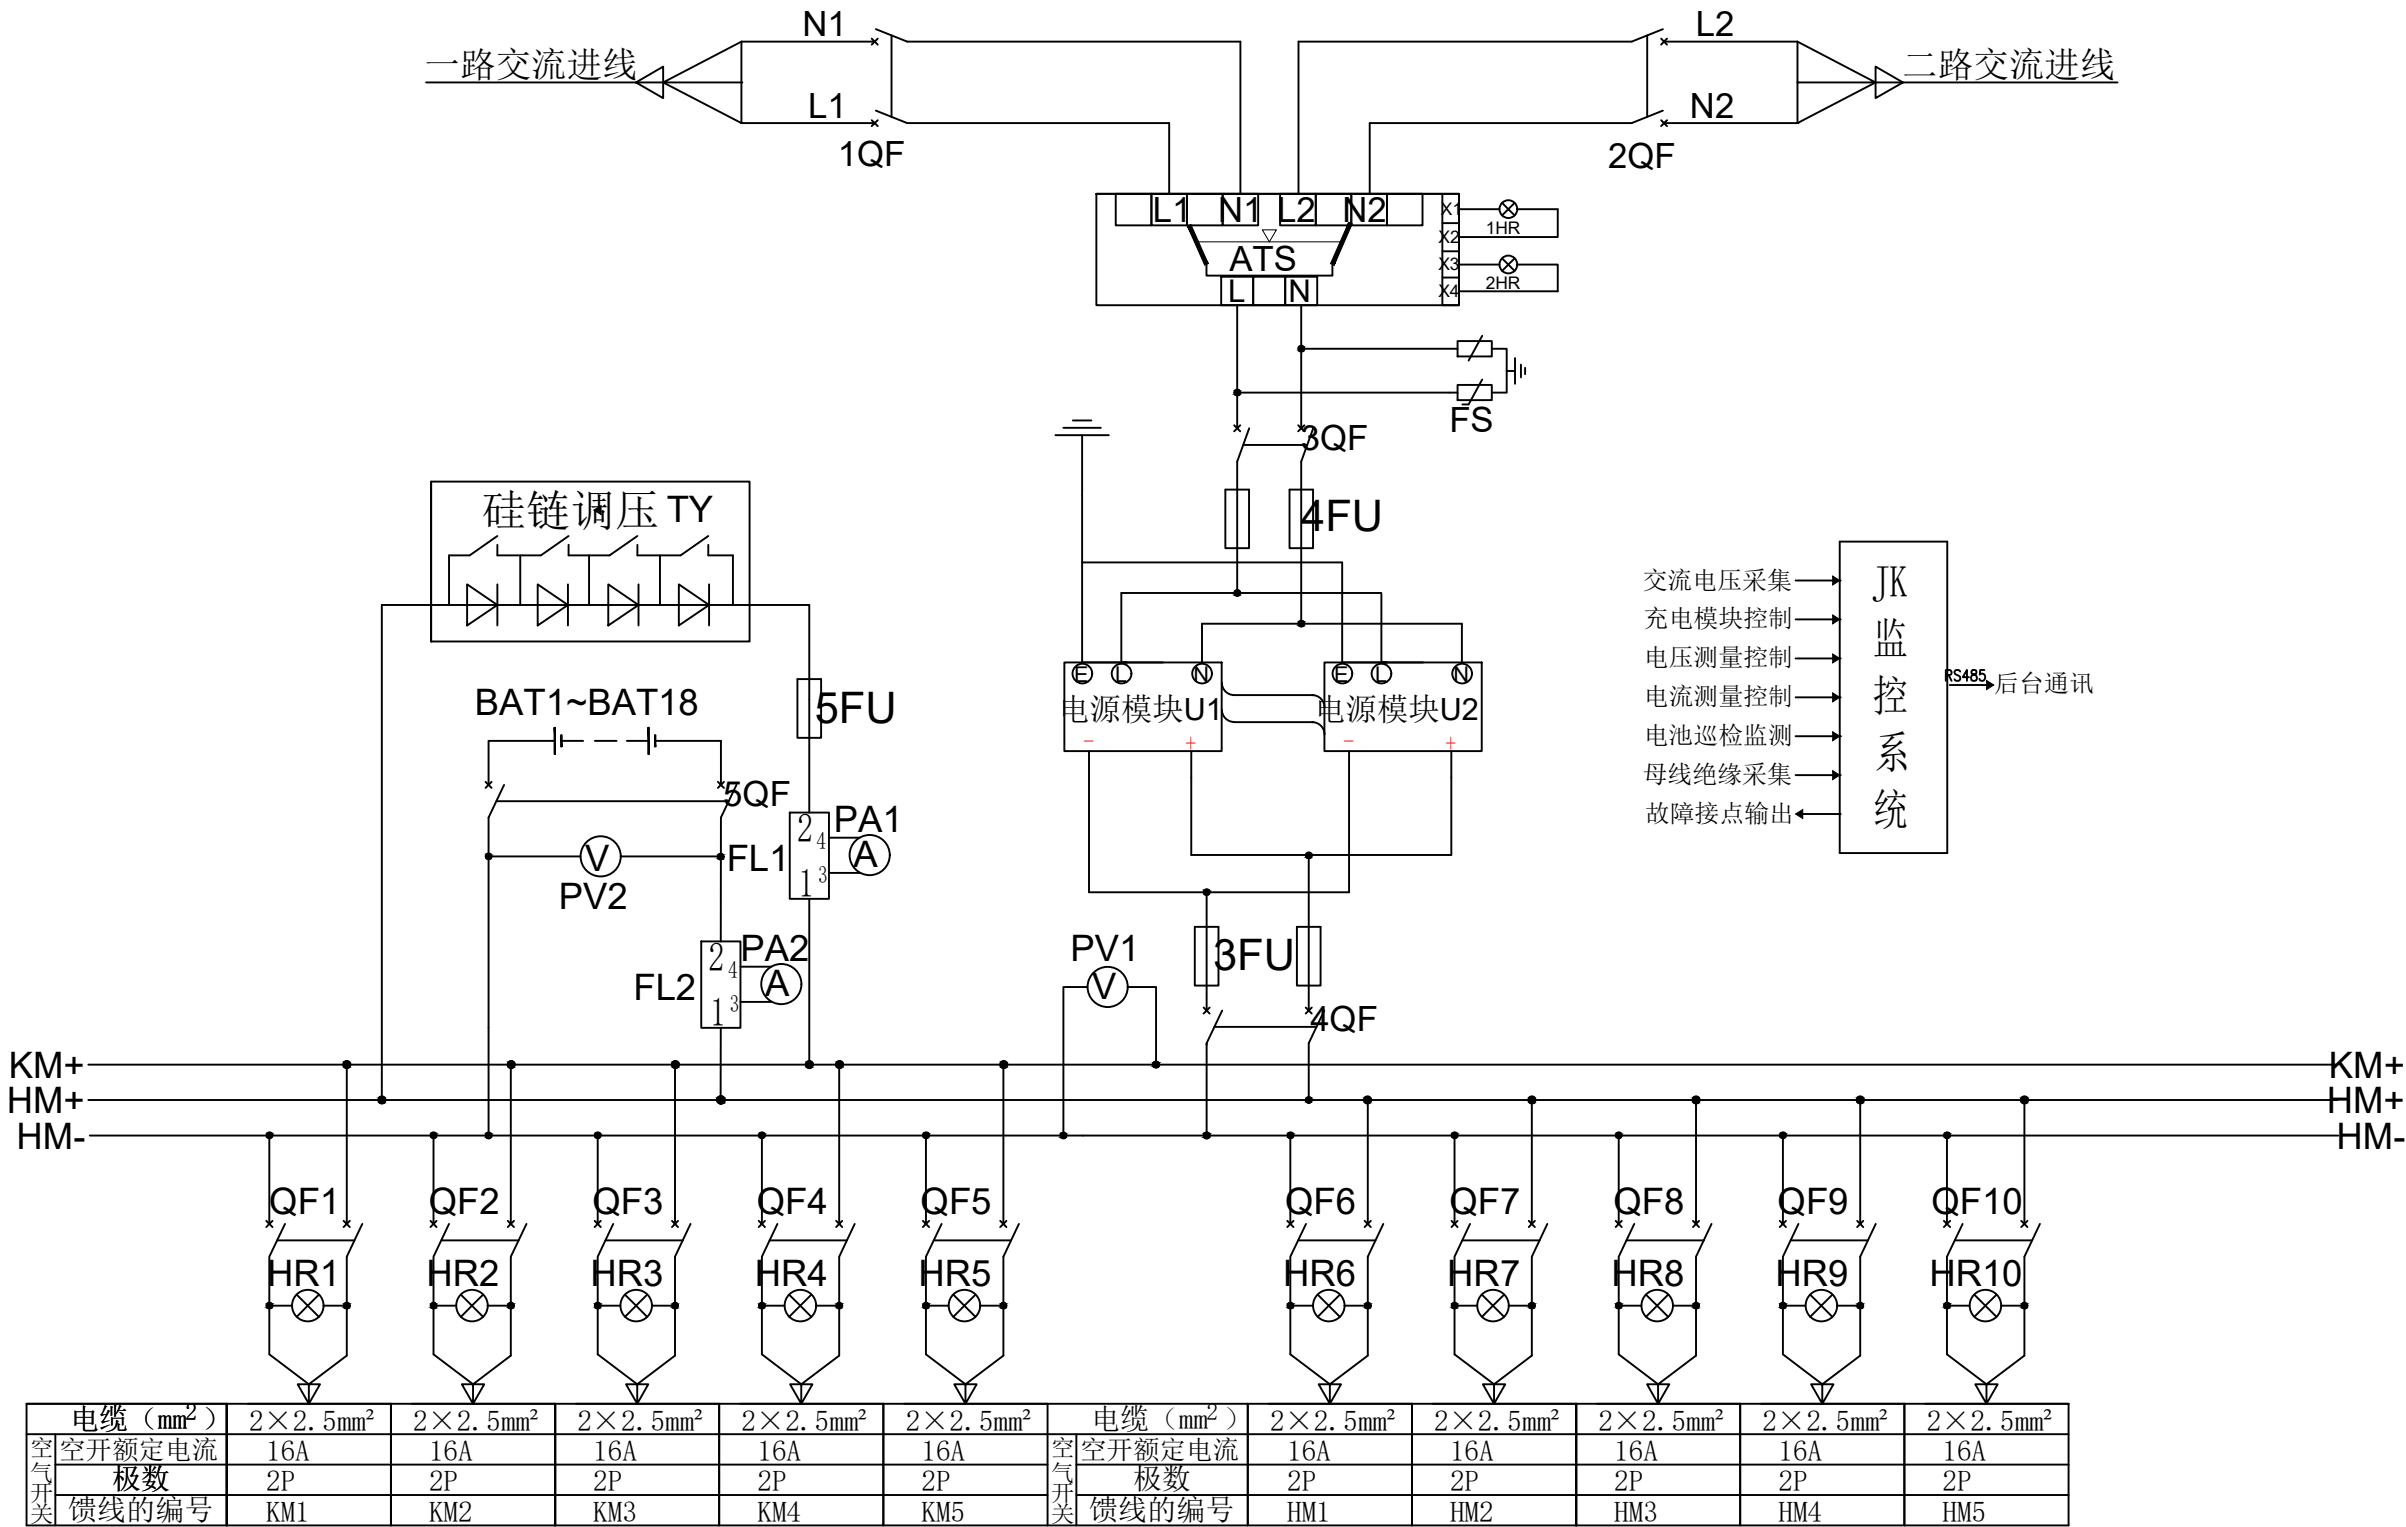 N1
L2
一路交流进线
二路交流进线
L1
N2
1QF
2QF
L1 N1 L2 N2
X1
1HR
X2
ATS
X3
2HR
X4
L N
FS
3QF
硅链调压 TY
4FU
JK监控系统
交流电压采集
充电模块控制
电压测量控制
电流测量控制
电池巡检监测
母线绝缘采集
故障接点输出
RS485
后台通讯
E L N
E L N
电源模块U1
电源模块U2
- +
- +
BAT1~BAT18
5FU
5QF
PA1
2 4
A
1 3
FL1
V
PV2
PA2
2 4
A
1 3
FL2
PV1
V
3FU
4QF
KM+ KM+
HM+ HM+
HM- HM-
QF1 QF2 QF3 QF4 QF5 QF6 QF7 QF8 QF9 QF10
HR1 HR2 HR3 HR4 HR5 HR6 HR7 HR8 HR9 HR10
电缆（mm²） 2×2.5mm² 2×2.5mm² 2×2.5mm² 2×2.5mm² 2×2.5mm² 电缆（mm²） 2×2.5mm² 2×2.5mm² 2×2.5mm² 2×2.5mm² 2×2.5mm²
空气开关 空开额定电流 16A 16A 16A 16A 16A 空气开关 空开额定电流 16A 16A 16A 16A 16A
极数 2P 2P 2P 2P 2P 极数 2P 2P 2P 2P 2P
馈线的编号 KM1 KM2 KM3 KM4 KM5 馈线的编号 HM1 HM2 HM3 HM4 HM5